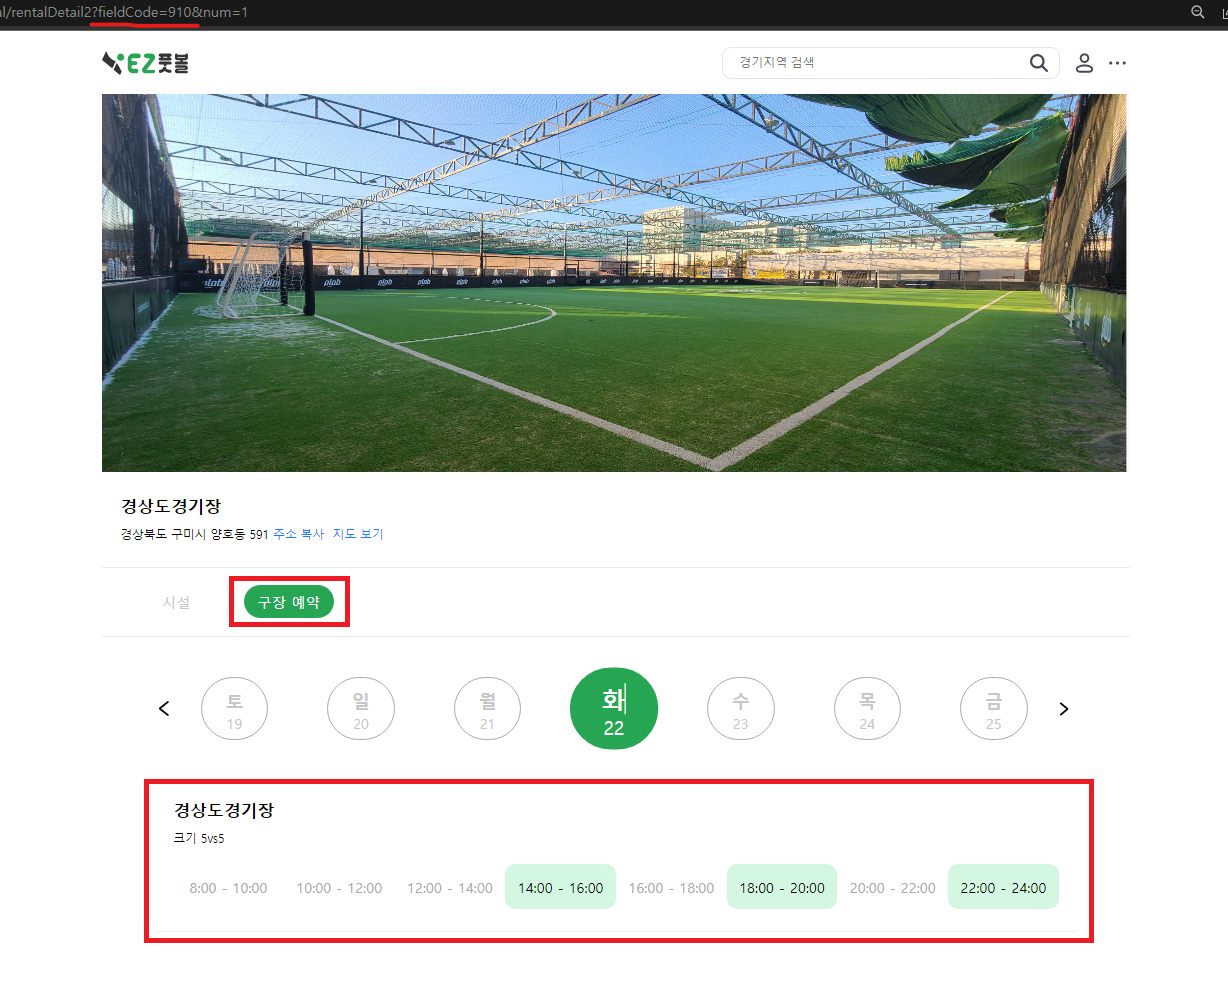 l/rentalDetail2?fieldCode=910&num=1
EZ풋볼
경기지역 검색
plab plab plab plab plab plab
경상도경기장
경상북도 구미시 양호동 591 주소 복사 지도 보기
시설 구장 예약
토 일 월 화 수 목 금
19 20 21 22 23 24 25
경상도경기장
크기 5vs5
8:00 - 10:00 10:00 - 12:00 12:00 - 14:00 14:00 - 16:00 16:00 - 18:00 18:00 - 20:00 20:00 - 22:00 22:00 - 24:00